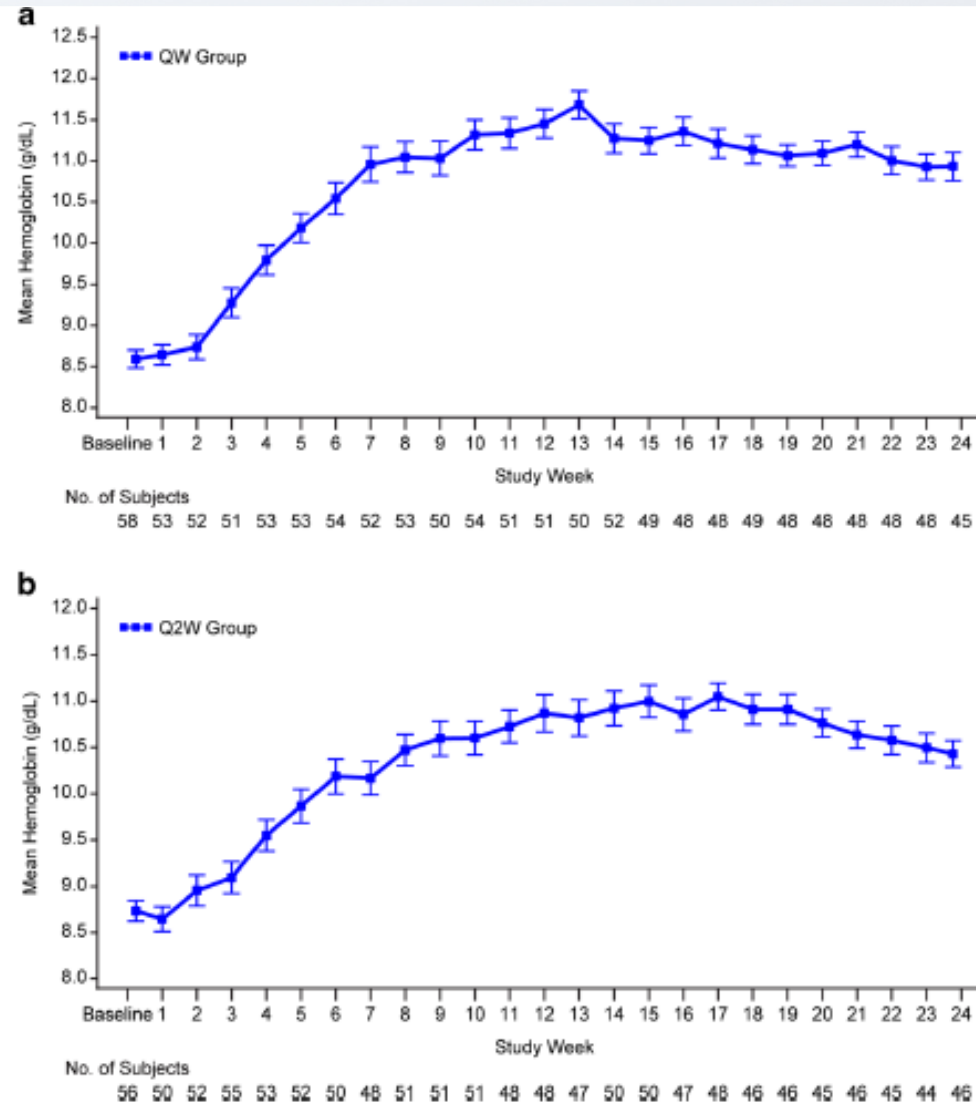 a
12.5
QW Group
12.0
11.5
11.0
10.5
10.0
9.5
9.0
8.5
8.0
Mean Hemoglobin (g/dL)
Baseline 1 2 3 4 5 6 7 8 9 10 11 12 13 14 15 16 17 18 19 20 21 22 23 24
Study Week
No. of Subjects
58 53 52 51 53 53 54 52 53 50 54 51 51 50 52 49 48 48 49 48 48 48 48 48 45
b
12.0
Q2W Group
11.5
11.0
10.5
10.0
9.5
9.0
8.5
8.0
Mean Hemoglobin (g/dL)
Baseline 1 2 3 4 5 6 7 8 9 10 11 12 13 14 15 16 17 18 19 20 21 22 23 24
Study Week
No. of Subjects
56 50 52 55 53 52 50 48 51 51 51 48 48 47 50 50 47 48 46 46 45 46 45 44 46